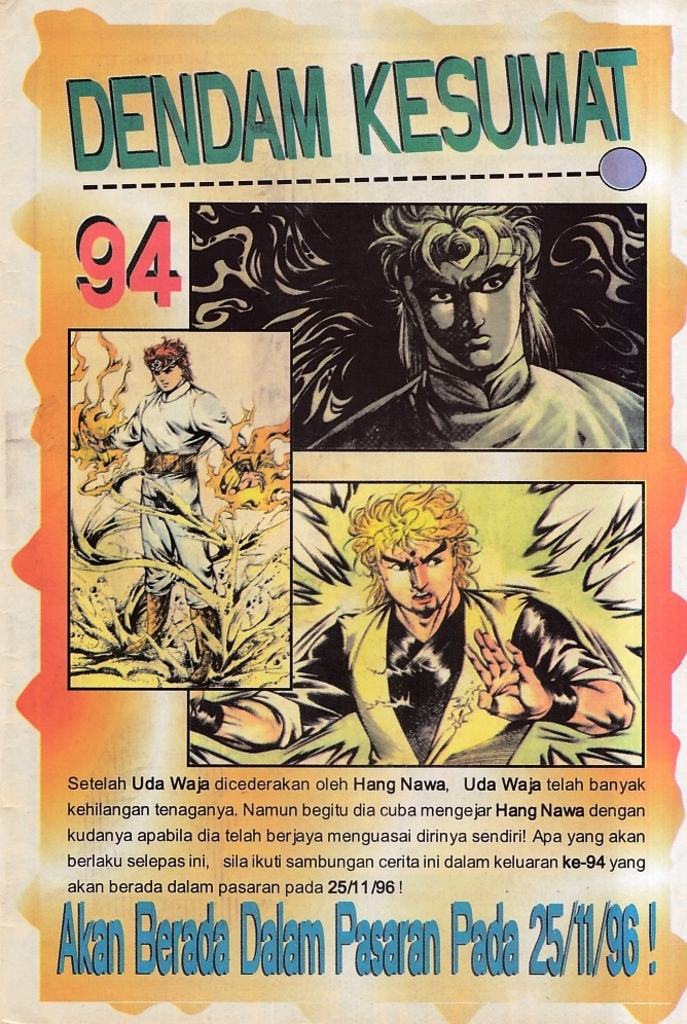 DENDAM KESUMAT
94
Setelah Uda Waja dicederakan oleh Hang Nawa, Uda Waja telah banyak
kehilangan tenaganya. Namun begitu dia cuba mengejar Hang Nawa dengan
kudanya apabila dia telah berjaya menguasai dirinya sendiri! Apa yang akan
berlaku selepas ini, sila ikuti sambungan cerita ini dalam keluaran ke-94 yang
akan berada dalam pasaran pada 25/11/96 !
Akan Berada Dalam Pasaran Pada 25/11/96 !